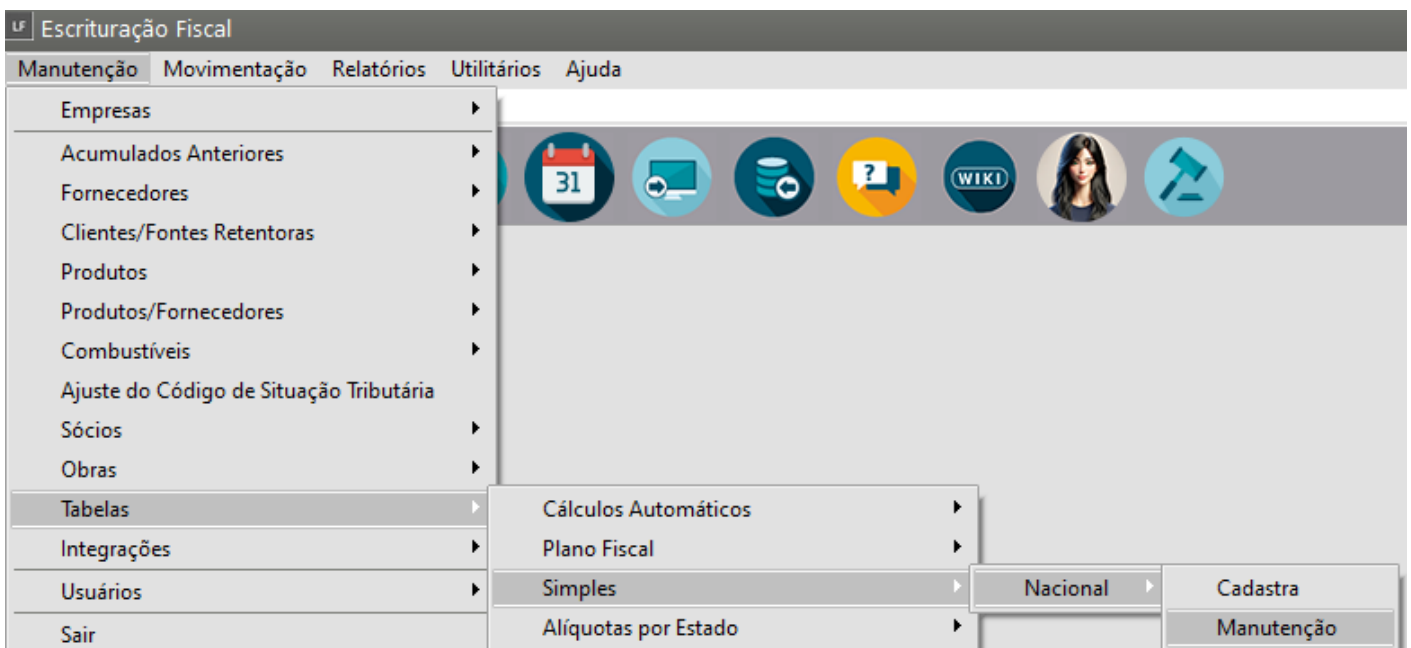 LF Escrituração Fiscal
Manutenção Movimentação Relatórios Utilitários Ajuda
Empresas
Acumulados Anteriores
Fornecedores
Clientes/Fontes Retentoras
Produtos
Produtos/Fornecedores
Combustíveis
Ajuste do Código de Situação Tributária
Sócios
Obras
Tabelas
Integrações
Usuários
Sair
31
?
WIKI
Cálculos Automáticos
Plano Fiscal
Simples
Alíquotas por Estado
Nacional
Cadastra
Manutenção